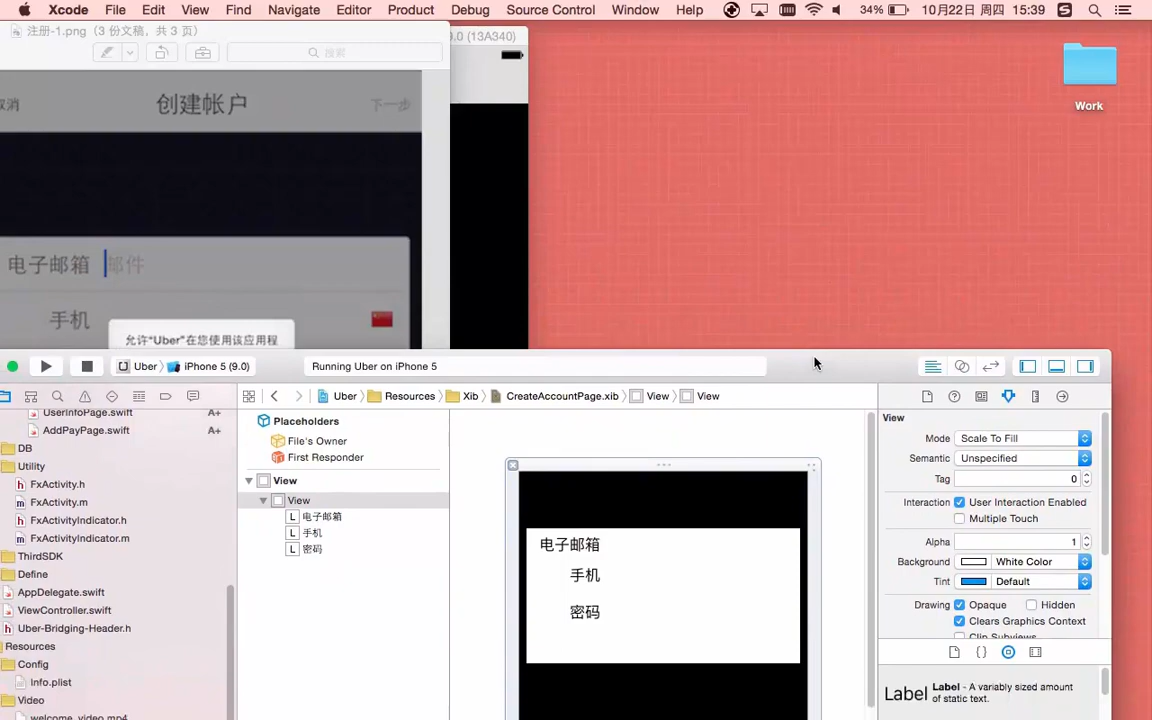 Xcode File Edit View Find Navigate Editor Product Debug Source Control Window Help 34% 10月22日 周四 15:39
注册-1.png（3 份文稿，共 3 页）
搜索
9.0 (13A340)
取消 创建帐户 下一步
电子邮箱 邮件
手机
允许“Uber”在您使用该应用程
Work
Uber iPhone 5 (9.0) Running Uber on iPhone 5
Uber Resources Xib CreateAccountPage.xib View View
UserInfoPage.swift A+
AddPayPage.swift A+
DB
Utility
FxActivity.h
FxActivity.m
FxActivityIndicator.h
FxActivityIndicator.m
ThirdSDK
Define
AppDelegate.swift
ViewController.swift
Uber-Bridging-Header.h
Resources
Config
Info.plist
Video
welcome_video.mp4
Placeholders
File's Owner
First Responder
View
View
L 电子邮箱
L 手机
L 密码
电子邮箱
手机
密码
View
Mode Scale To Fill
Semantic Unspecified
Tag 0
Interaction User Interaction Enabled
Multiple Touch
Alpha 1
Background White Color
Tint Default
Drawing Opaque Hidden
Clears Graphics Context
Clip Subviews
Label Label - A variably sized amount
of static text.